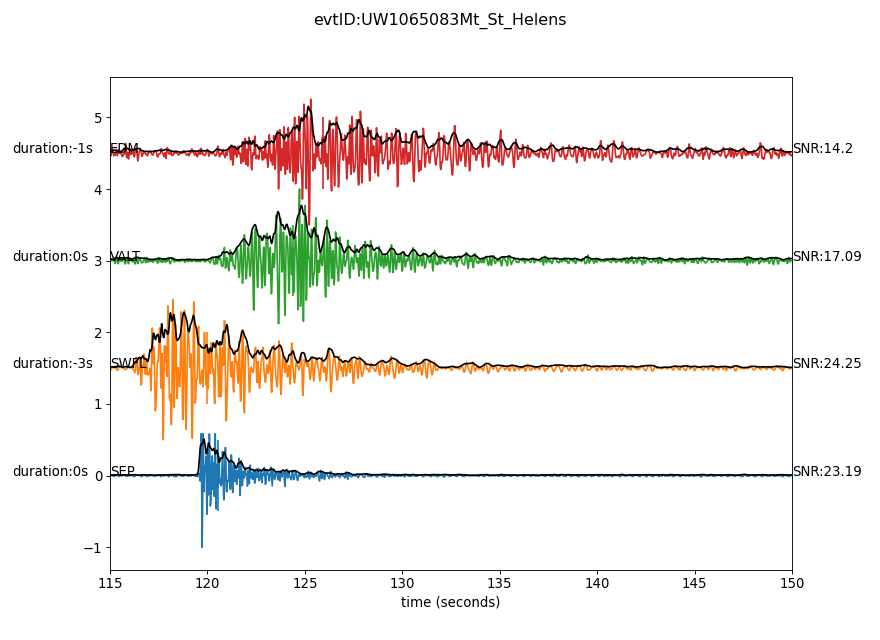 evtID:UW1065083Mt_St_Helens
5
duration:-1s EDM SNR:14.2
4
duration:0s VALT SNR:17.09
3
2
duration:-3s SWFL SNR:24.25
1
duration:0s SEP SNR:23.19
0
−1
115 120 125 130 135 140 145 150
time (seconds)